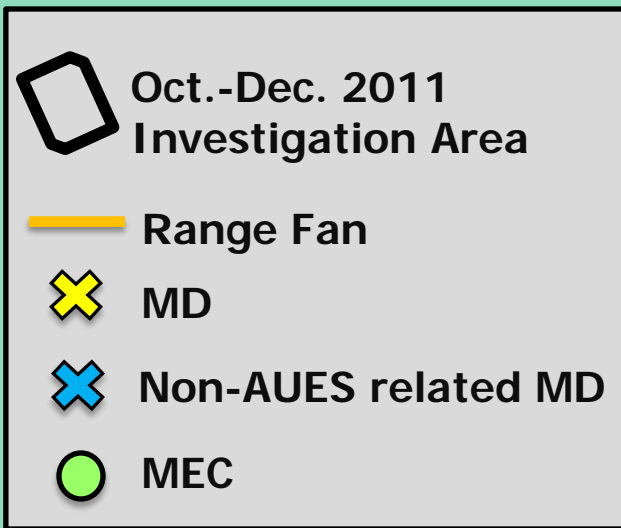 Oct.-Dec. 2011
Investigation Area
Range Fan
MD
Non-AUES related MD
MEC